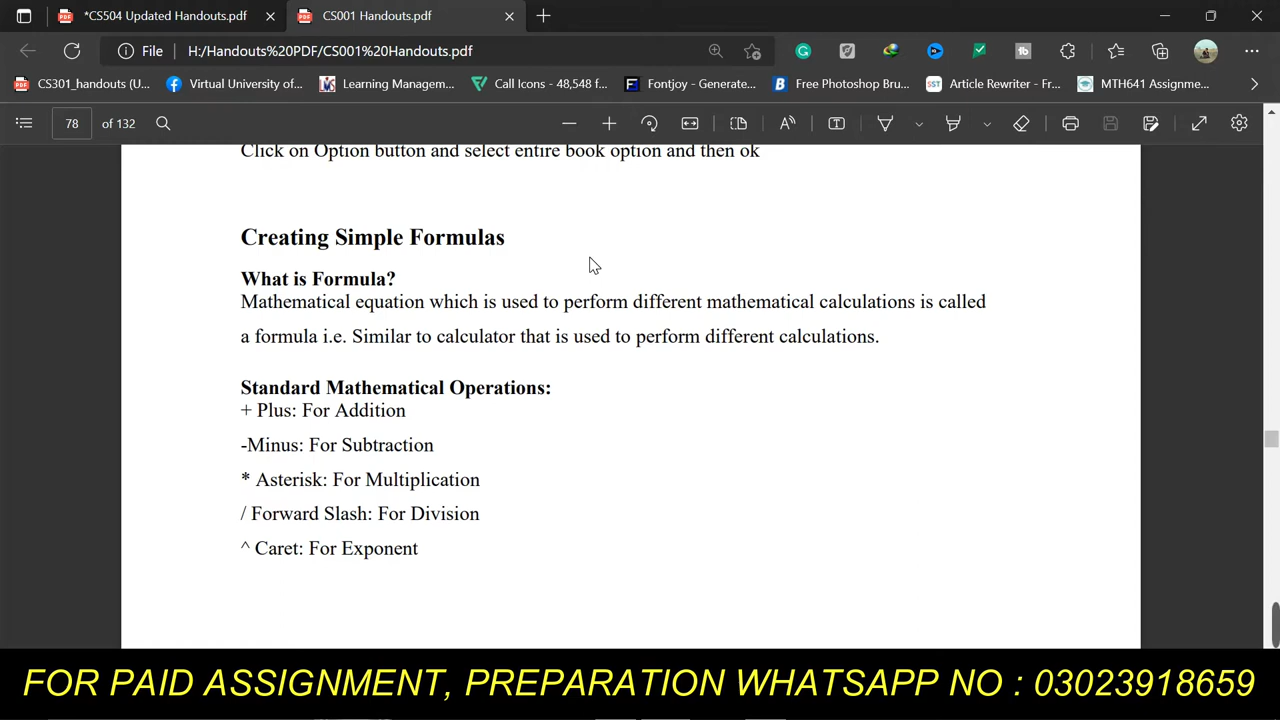 *CS504 Updated Handouts.pdf
CS001 Handouts.pdf
File H:/Handouts%20PDF/CS001%20Handouts.pdf
CS301_handouts (U... Virtual University of... Learning Managem... Call Icons - 48,548 f... Fontjoy - Generate... Free Photoshop Bru... Article Rewriter - Fr... MTH641 Assignme...
78 of 132
Click on Option button and select entire book option and then ok
Creating Simple Formulas
What is Formula?
Mathematical equation which is used to perform different mathematical calculations is called
a formula i.e. Similar to calculator that is used to perform different calculations.
Standard Mathematical Operations:
+ Plus: For Addition
-Minus: For Subtraction
* Asterisk: For Multiplication
/ Forward Slash: For Division
^ Caret: For Exponent
FOR PAID ASSIGNMENT, PREPARATION WHATSAPP NO : 03023918659